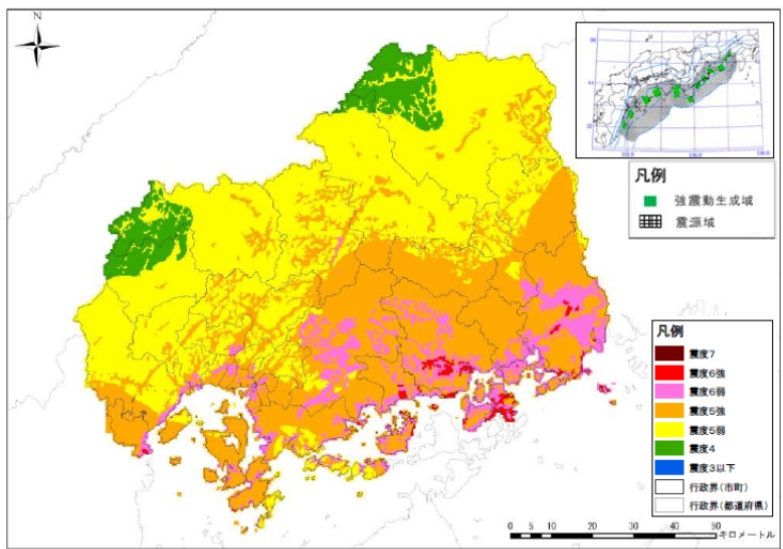 N
凡例
強震動生成域
震源域
凡例
震度7
震度6強
震度6弱
震度5強
震度5弱
震度4
震度3以下
行政界(市町)
行政界(都道府県)
0 5 10 20 30 40 50
キロメートル